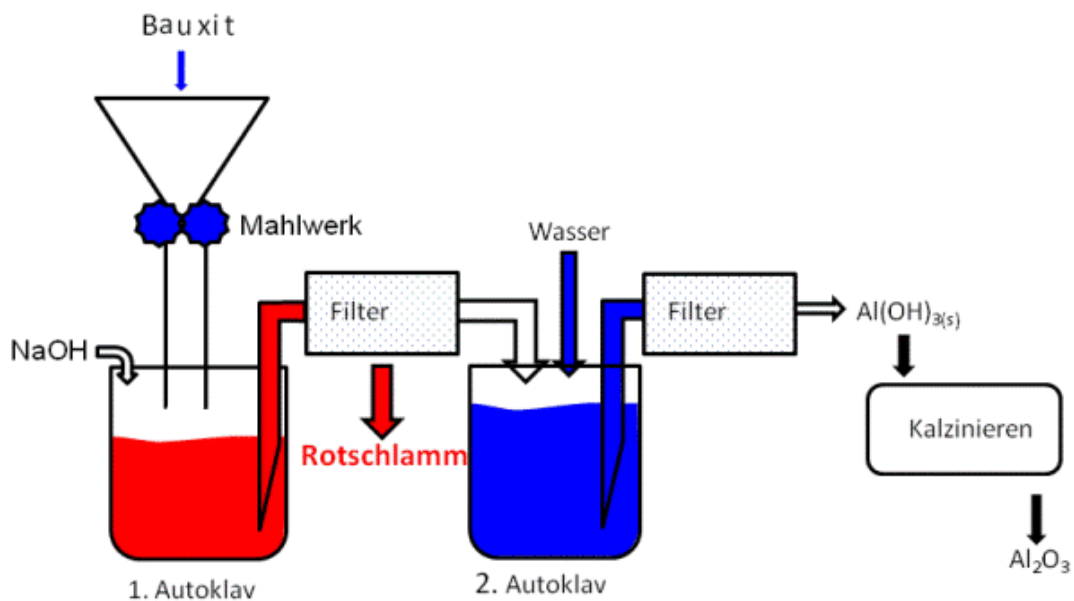 Bauxit
Mahlwerk
Wasser
Filter
Filter
Al(OH)₃₍ₛ₎
NaOH
Kalzinieren
Rotschlamm
Al₂O₃
1. Autoklav
2. Autoklav